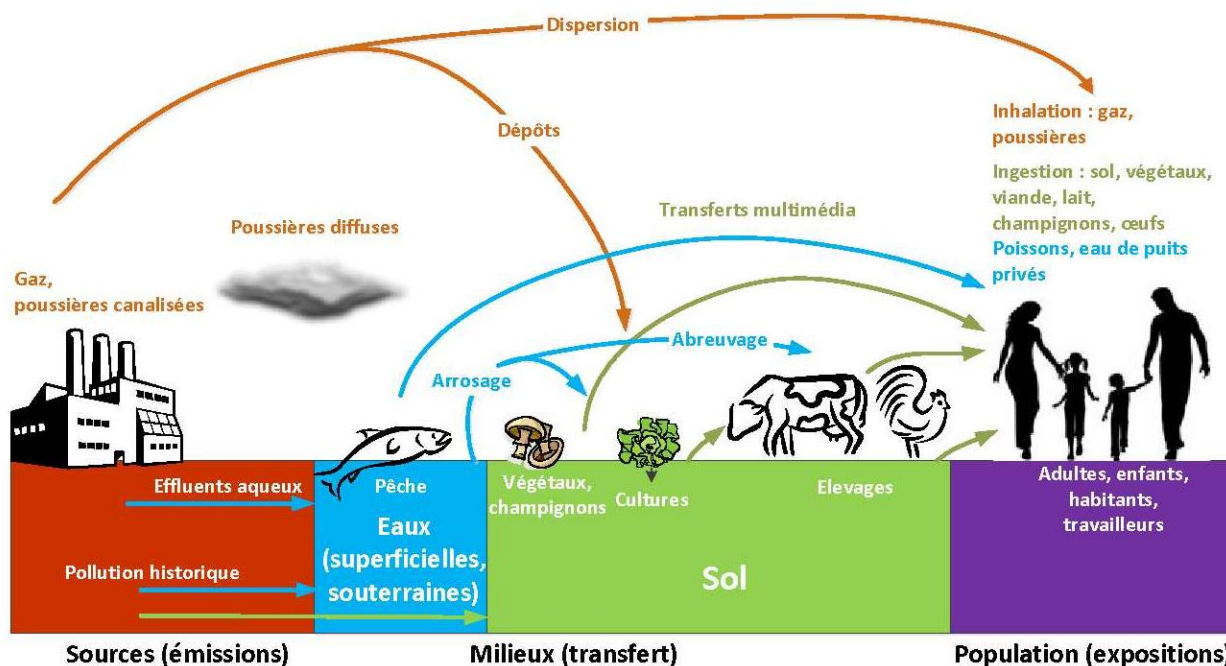 Dispersion
Inhalation : gaz,
poussières
Dépôts
Ingestion : sol, végétaux,
viande, lait,
champignons, œufs
Transferts multimédia
Poussières diffuses
Poissons, eau de puits
privés
Gaz,
poussières canalisées
Abreuvage
Arrosage
Effluents aqueux
Pêche
Végétaux,
champignons
Cultures
Elevages
Adultes, enfants,
habitants,
travailleurs
Eaux
(superficielles,
souterraines)
Pollution historique
Sol
Sources (émissions)
Milieux (transfert)
Population (expositions)